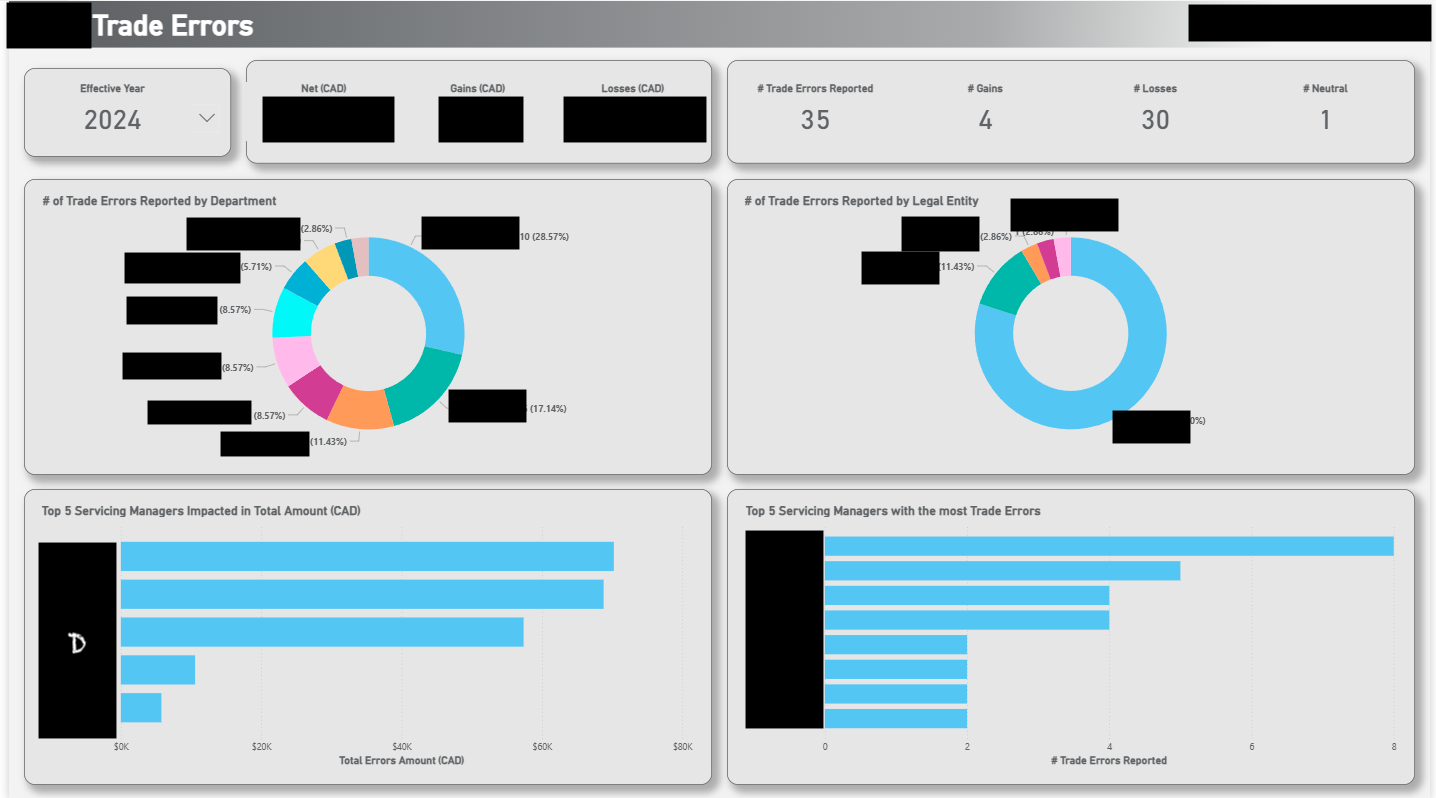 Trade Errors
Effective Year
2024
Net (CAD)
Gains (CAD)
Losses (CAD)
# Trade Errors Reported
35
# Gains
4
# Losses
30
# Neutral
1
# of Trade Errors Reported by Department
(2.86%)
10 (28.57%)
(5.71%)
(8.57%)
(8.57%)
(8.57%)
(11.43%)
(17.14%)
# of Trade Errors Reported by Legal Entity
(2.86%)
(11.43%)
0%)
Top 5 Servicing Managers Impacted in Total Amount (CAD)
D
$0K $20K $40K $60K $80K
Total Errors Amount (CAD)
Top 5 Servicing Managers with the most Trade Errors
0 2 4 6 8
# Trade Errors Reported